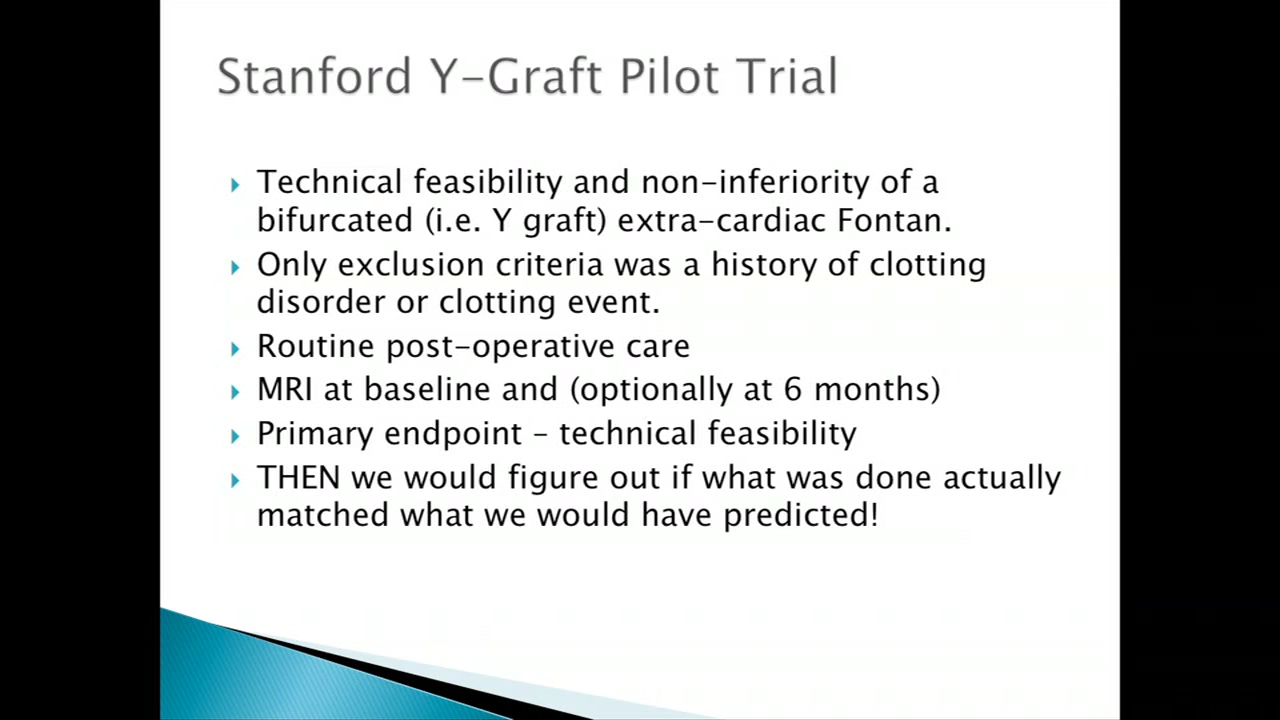 Stanford Y-Graft Pilot Trial
Technical feasibility and non-inferiority of a
bifurcated (i.e. Y graft) extra-cardiac Fontan.
Only exclusion criteria was a history of clotting
disorder or clotting event.
Routine post-operative care
MRI at baseline and (optionally at 6 months)
Primary endpoint – technical feasibility
THEN we would figure out if what was done actually
matched what we would have predicted!